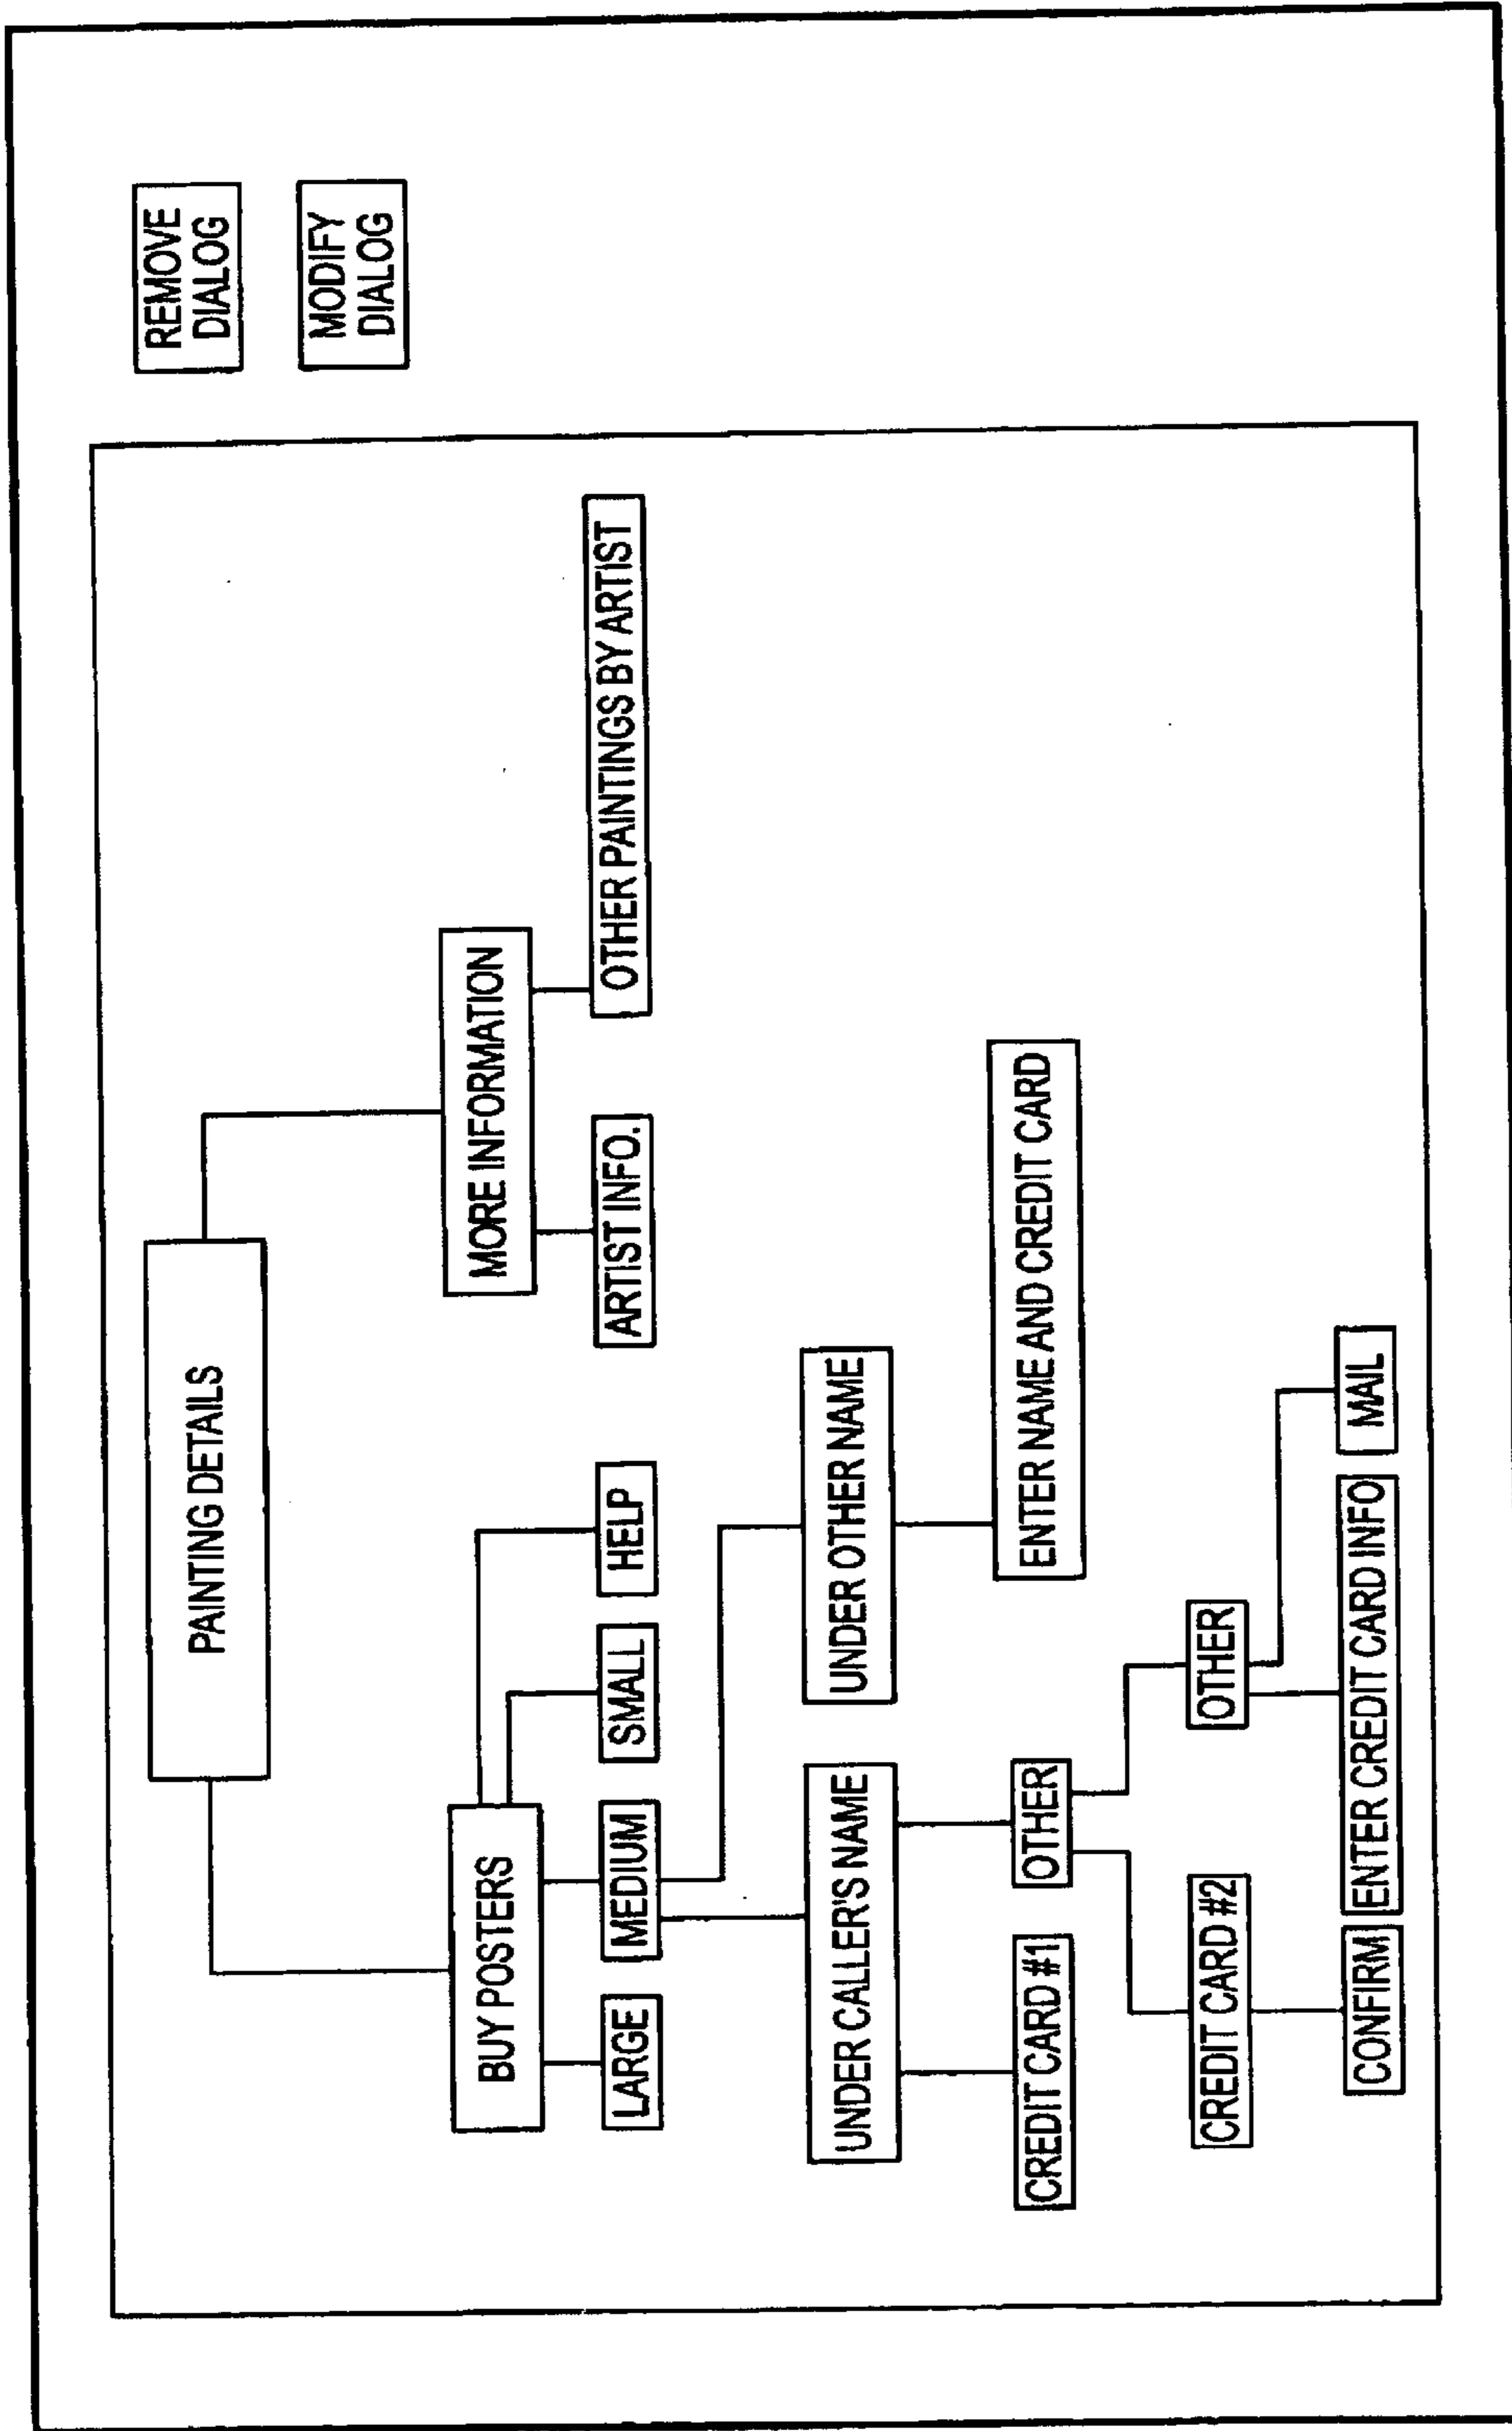 PAINTING DETAILS
REMOVE
DIALOG
MODIFY
DIALOG
BUY POSTERS
MORE INFORMATION
LARGE
MEDIUM
SMALL
HELP
ARTIST INFO.
OTHER PAINTINGS BY ARTIST
UNDER CALLER'S NAME
UNDER OTHER NAME
CREDIT CARD #1
OTHER
ENTER NAME AND CREDIT CARD
CREDIT CARD #2
OTHER
CONFIRM
ENTER CREDIT CARD INFO
MAIL